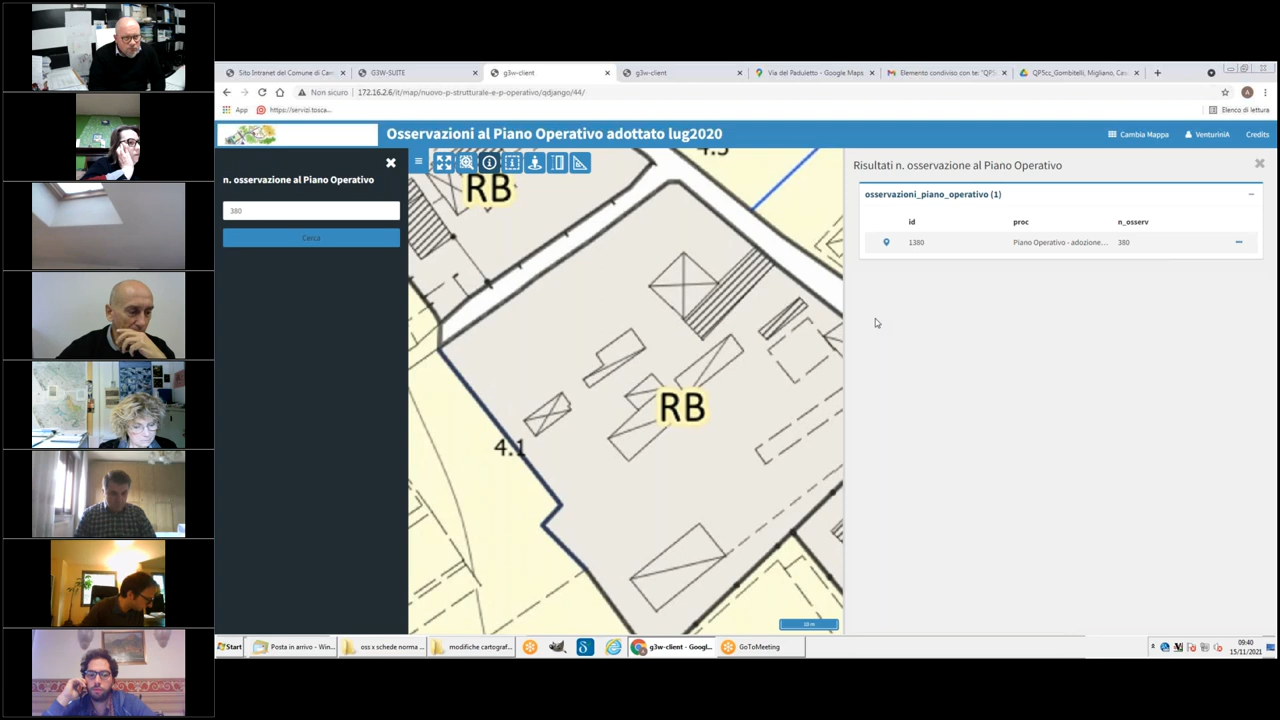 Sito Intranet del Comune di Cam
G3W-SUITE
g3w-client
g3w-client
Via del Paduletto - Google Maps
Elemento condiviso con te: "QP5
QP5cc_Gombitelli, Migliano, Cas
Non sicuro
172.16.2.6/it/map/nuovo-p-strutturale-e-p-operativo/qdjango/44/
App
https://servizi.tosca...
Elenco di lettura
Osservazioni al Piano Operativo adottato lug2020
Cambia Mappa
VenturiniA
Credits
n. osservazione al Piano Operativo
380
Cerca
RB
4.1
RB
10 m
Risultati n. osservazione al Piano Operativo
osservazioni_piano_operativo (1)
id
proc
n_osserv
1380
Piano Operativo - adozione...
380
Start
Posta in arrivo - Win...
oss x schede norma ...
modifiche cartograf...
g3w-client - Googl...
GoToMeeting
09:40
15/11/2021